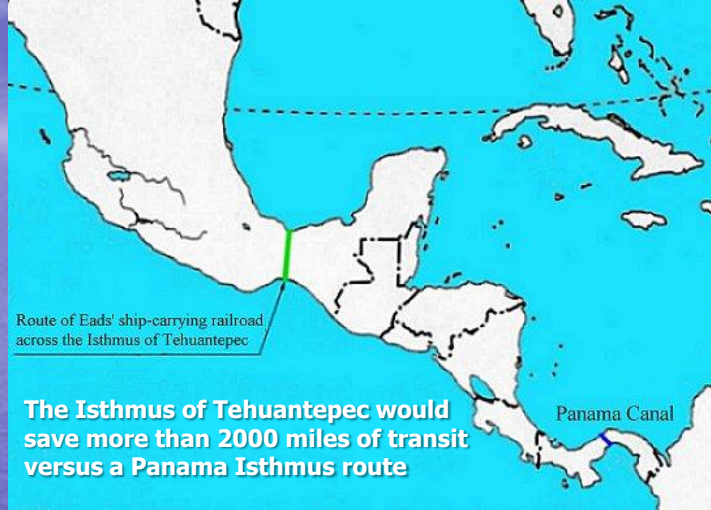 Route of Eads' ship-carrying railroad
across the Isthmus of Tehuantepec
Panama Canal
The Isthmus of Tehuantepec would
save more than 2000 miles of transit
versus a Panama Isthmus route